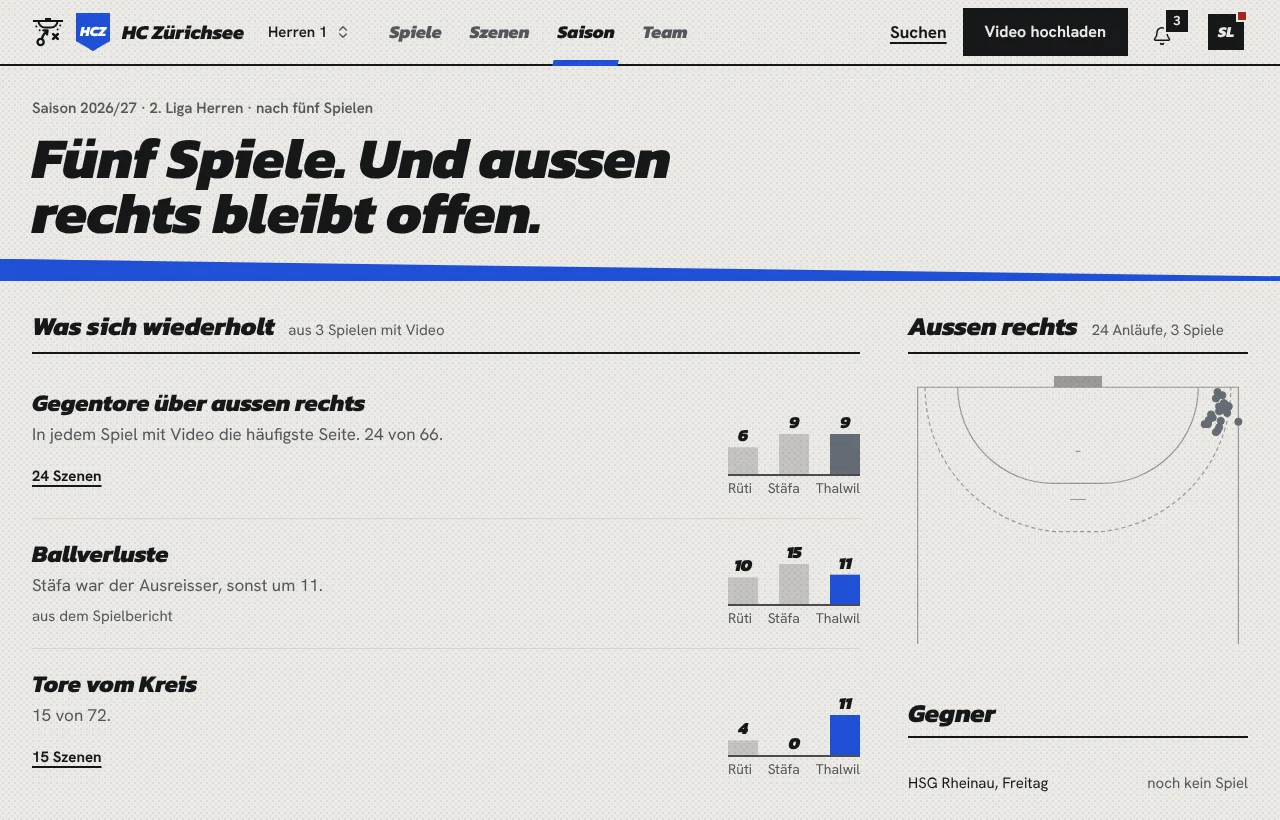 HCZ HC Zürichsee Herren 1 Spiele Szenen Saison Team Suchen Video hochladen 3 SL
Saison 2026/27 · 2. Liga Herren · nach fünf Spielen
Fünf Spiele. Und aussen
rechts bleibt offen.
Was sich wiederholt aus 3 Spielen mit Video
Gegentore über aussen rechts
In jedem Spiel mit Video die häufigste Seite. 24 von 66.
24 Szenen
6 9 9
Rüti Stäfa Thalwil
Ballverluste
Stäfa war der Ausreisser, sonst um 11.
aus dem Spielbericht
10 15 11
Rüti Stäfa Thalwil
Tore vom Kreis
15 von 72.
15 Szenen
4 0 11
Rüti Stäfa Thalwil
Aussen rechts 24 Anläufe, 3 Spiele
Gegner
HSG Rheinau, Freitag noch kein Spiel